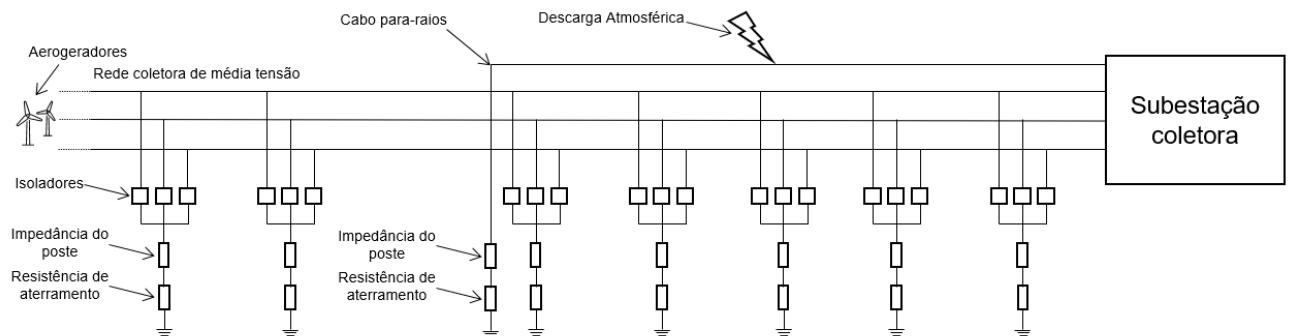 Cabo para-raios
Descarga Atmosférica
Aerogeradores
Rede coletora de média tensão
Subestação
coletora
Isoladores
Impedância do
poste
Resistência de
aterramento
Impedância do
poste
Resistência de
aterramento